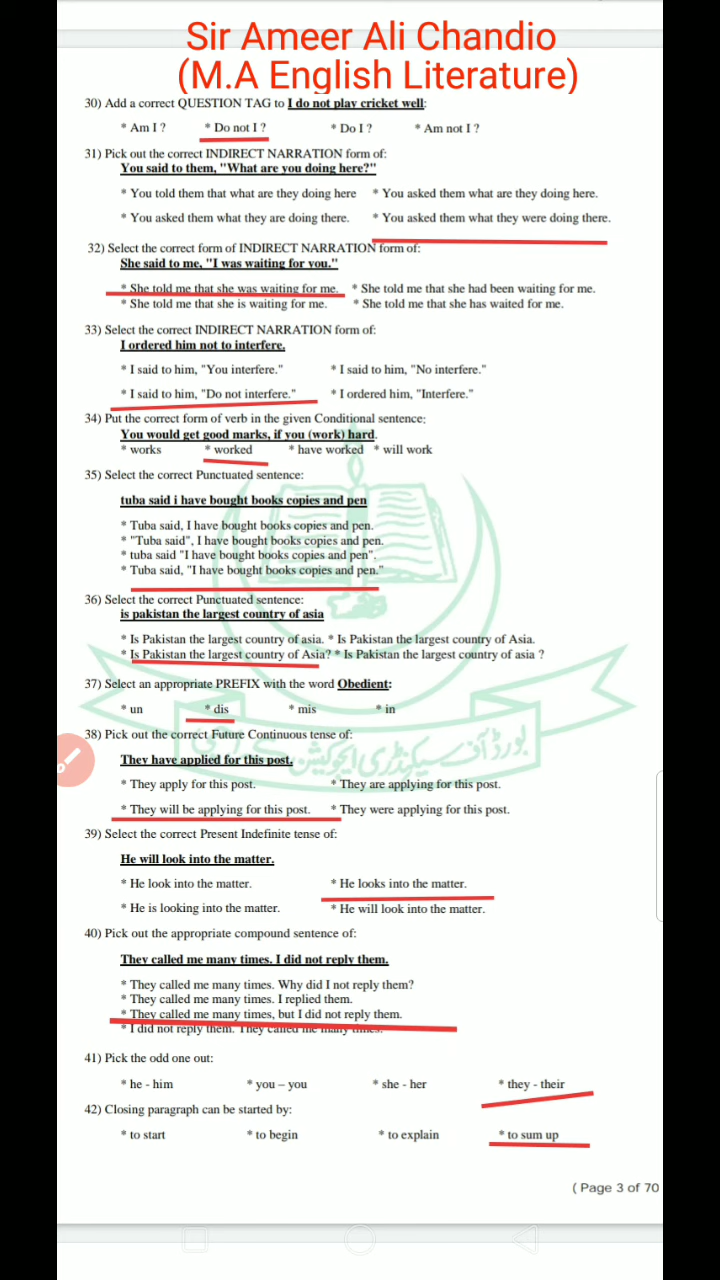 Sir Ameer Ali Chandio
(M.A English Literature)
30) Add a correct QUESTION TAG to I do not play cricket well:
* Am I ? * Do not I ? * Do I ? * Am not I ?
31) Pick out the correct INDIRECT NARRATION form of:
You said to them, "What are you doing here?"
* You told them that what are they doing here * You asked them what are they doing here.
* You asked them what they are doing there. * You asked them what they were doing there.
32) Select the correct form of INDIRECT NARRATION form of:
She said to me, "I was waiting for you."
* She told me that she was waiting for me. * She told me that she had been waiting for me.
* She told me that she is waiting for me. * She told me that she has waited for me.
33) Select the correct INDIRECT NARRATION form of:
I ordered him not to interfere.
* I said to him, "You interfere." * I said to him, "No interfere."
* I said to him, "Do not interfere." * I ordered him, "Interfere."
34) Put the correct form of verb in the given Conditional sentence:
You would get good marks, if you (work) hard.
* works * worked * have worked * will work
35) Select the correct Punctuated sentence:
tuba said i have bought books copies and pen
* Tuba said, I have bought books copies and pen.
* "Tuba said", I have bought books copies and pen.
* tuba said "I have bought books copies and pen".
* Tuba said, "I have bought books copies and pen."
36) Select the correct Punctuated sentence:
is pakistan the largest country of asia
* Is Pakistan the largest country of asia. * Is Pakistan the largest country of Asia.
* Is Pakistan the largest country of Asia? * Is Pakistan the largest country of asia ?
37) Select an appropriate PREFIX with the word Obedient:
* un * dis * mis * in
38) Pick out the correct Future Continuous tense of:
They have applied for this post.
* They apply for this post. * They are applying for this post.
* They will be applying for this post. * They were applying for this post.
39) Select the correct Present Indefinite tense of:
He will look into the matter.
* He look into the matter. * He looks into the matter.
* He is looking into the matter. * He will look into the matter.
40) Pick out the appropriate compound sentence of:
They called me many times. I did not reply them.
* They called me many times. Why did I not reply them?
* They called me many times. I replied them.
* They called me many times, but I did not reply them.
* I did not reply them. They called me many times.
41) Pick the odd one out:
* he - him * you – you * she - her * they - their
42) Closing paragraph can be started by:
* to start * to begin * to explain * to sum up
( Page 3 of 70